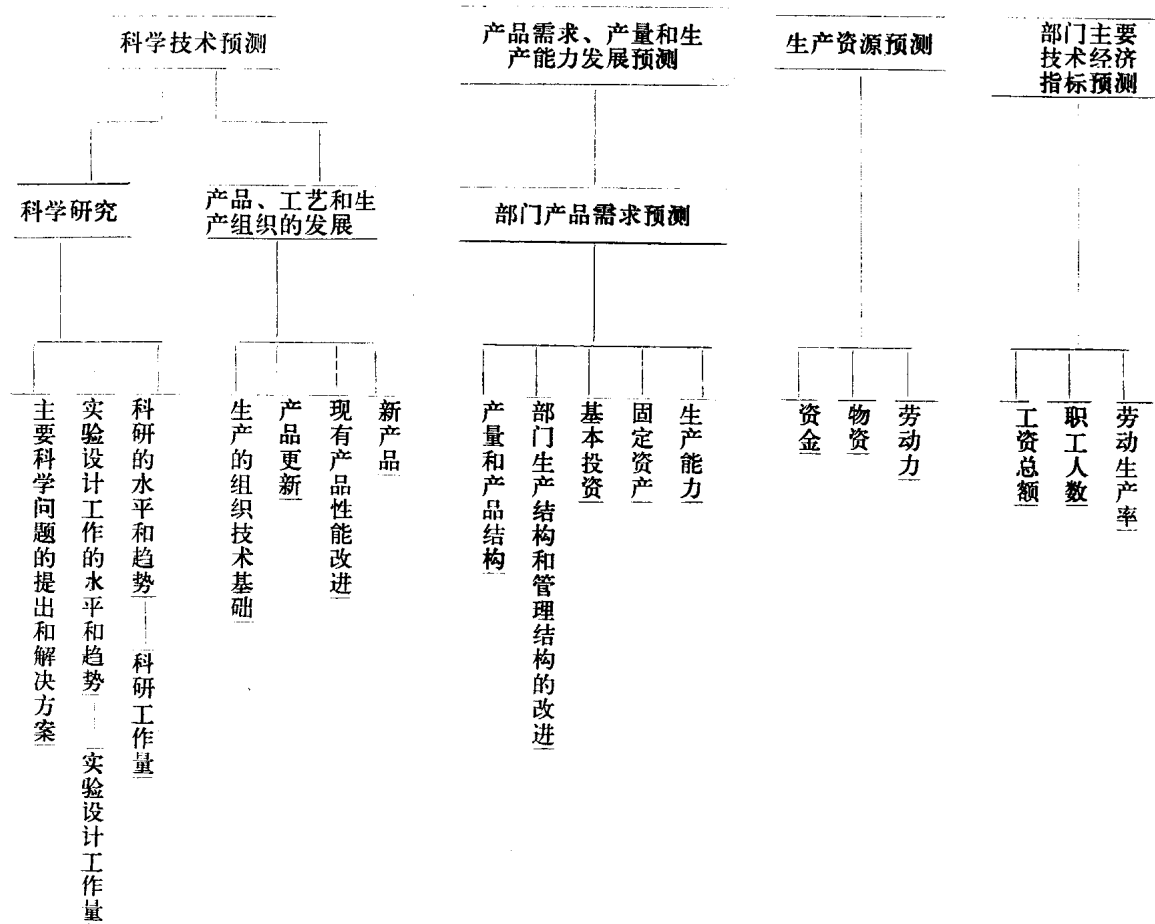 科学技术预测
产品需求、产量和生
产能力发展预测
生产资源预测
部门主要
技术经济
指标预测
科学研究
产品、工艺和生
产组织的发展
部门产品需求预测
主要科学问题的提出和解决方案
实验设计工作的水平和趋势
实验设计工作量
科研的水平和趋势
科研工作量
生产的组织技术基础
产品更新
现有产品性能改进
新产品
产量和产品结构
部门生产结构和管理结构的改进
基本投资
固定资产
生产能力
资金
物资
劳动力
工资总额
职工人数
劳动生产率